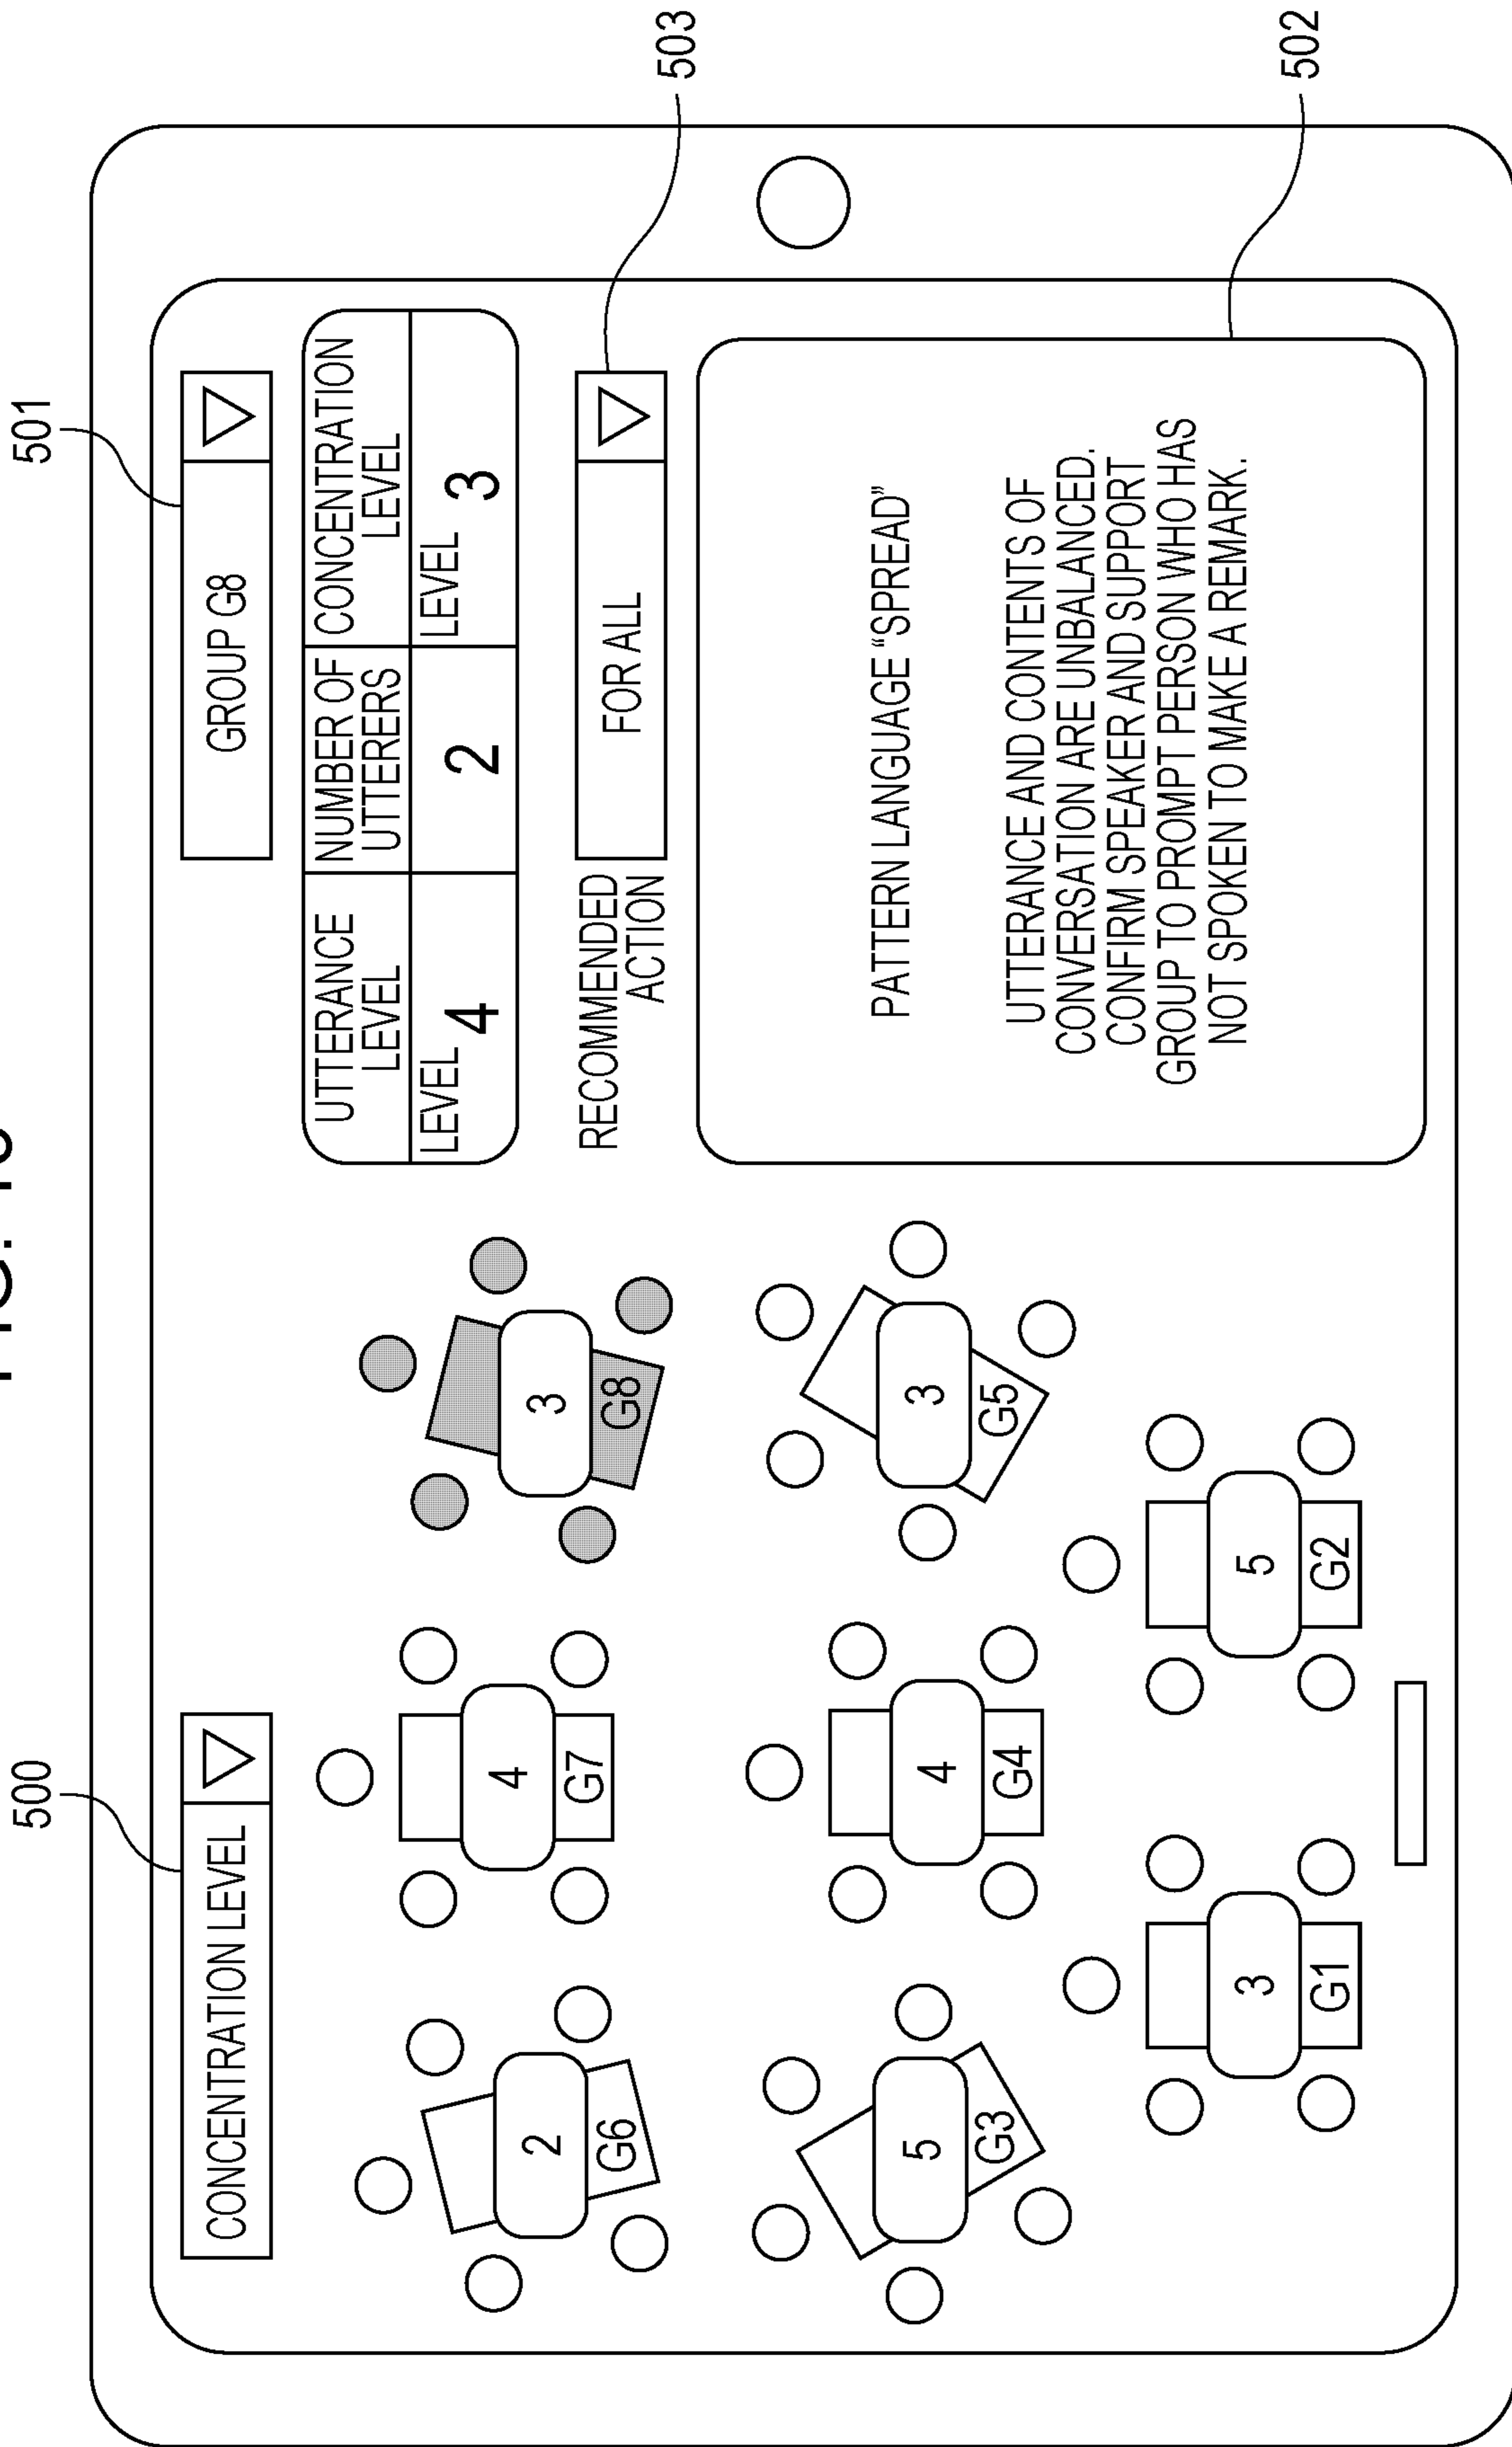 500
501
CONCENTRATION LEVEL
GROUP G8
UTTERANCE
LEVEL
NUMBER OF
UTTERERS
CONCENTRATION
LEVEL
LEVEL 4
2
LEVEL 3
RECOMMENDED
ACTION
FOR ALL
503
PATTERN LANGUAGE “SPREAD”
UTTERANCE AND CONTENTS OF
CONVERSATION ARE UNBALANCED.
CONFIRM SPEAKER AND SUPPORT
GROUP TO PROMPT PERSON WHO HAS
NOT SPOKEN TO MAKE A REMARK.
502
2
G6
4
G7
3
G8
5
G3
4
G4
3
G5
3
G1
5
G2